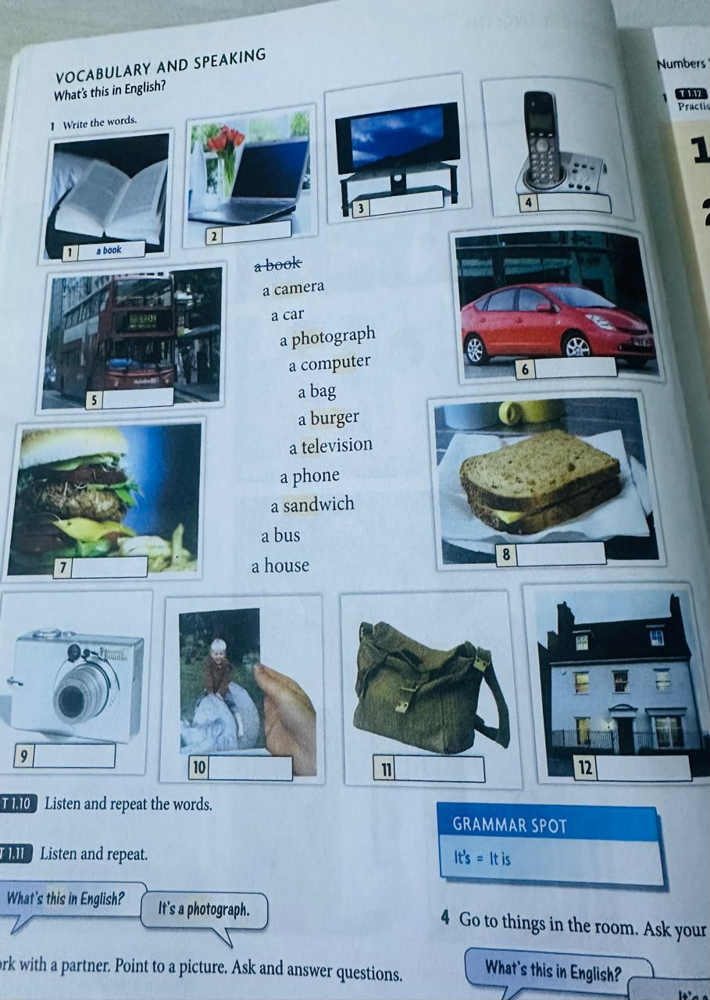 VOCABULARY AND SPEAKING
What's this in English?
1 Write the words.
1 a book
2
3
4
5
6
7
8
9
10
11
12
a book
a camera
a car
a photograph
a computer
a bag
a burger
a television
a phone
a sandwich
a bus
a house
T 1.10 Listen and repeat the words.
T 1.11 Listen and repeat.
What's this in English?
It's a photograph.
rk with a partner. Point to a picture. Ask and answer questions.
GRAMMAR SPOT
It's = It is
4 Go to things in the room. Ask your
What's this in English?
Numbers
T 1.12
1